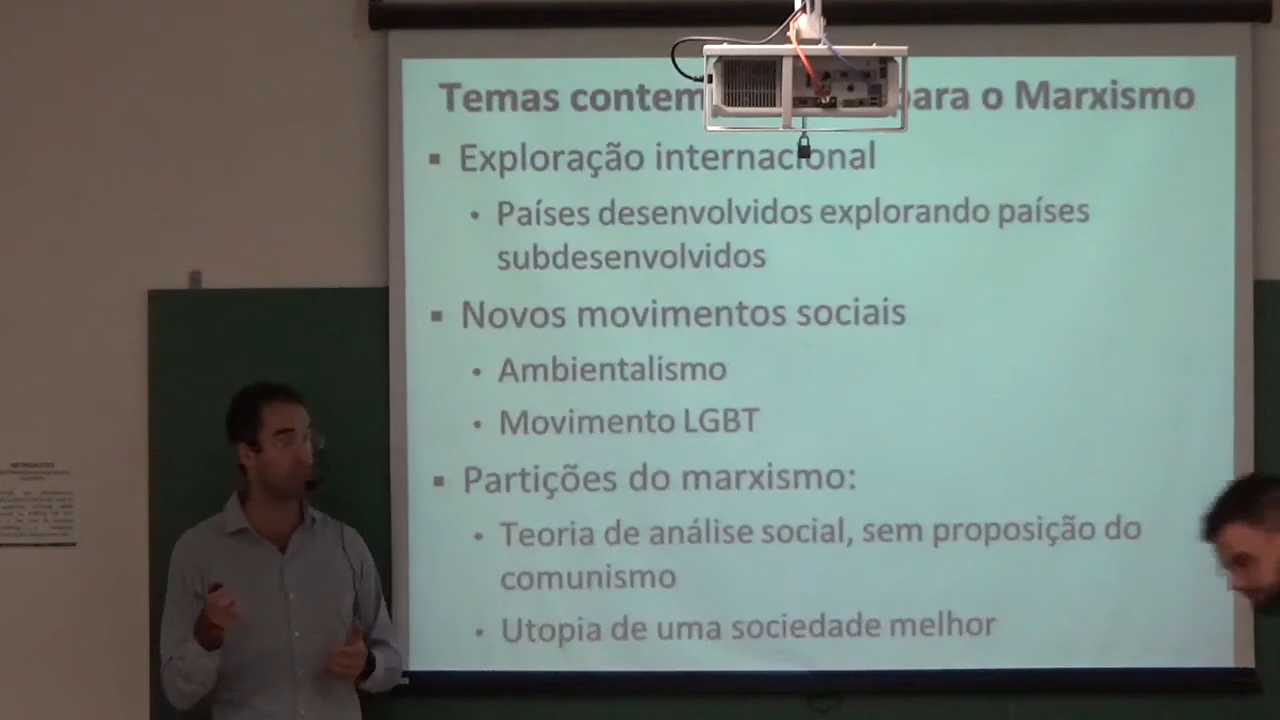 Temas contem para o Marxismo
Exploração internacional
Países desenvolvidos explorando países
subdesenvolvidos
Novos movimentos sociais
Ambientalismo
Movimento LGBT
Partições do marxismo:
Teoria de análise social, sem proposição do
comunismo
Utopia de uma sociedade melhor